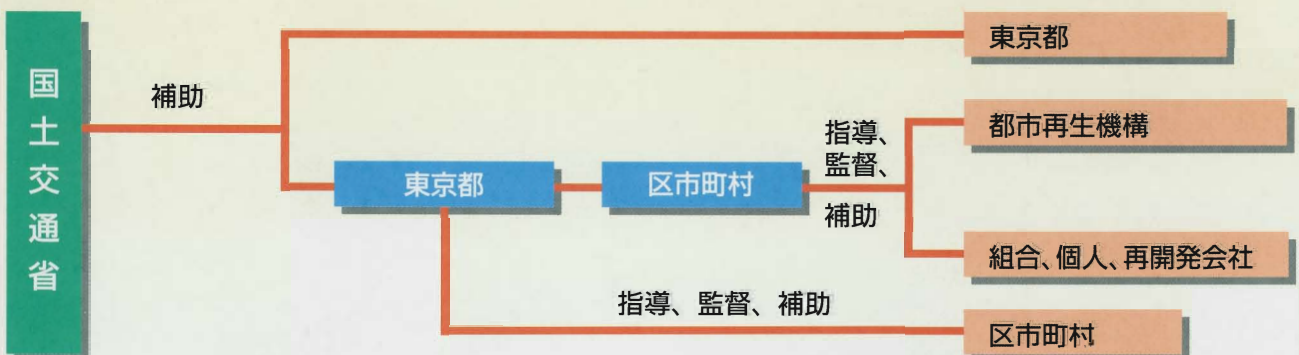 国土交通省
補助
東京都
区市町村
指導、
監督、
補助
指導、監督、補助
東京都
都市再生機構
組合、個人、再開発会社
区市町村